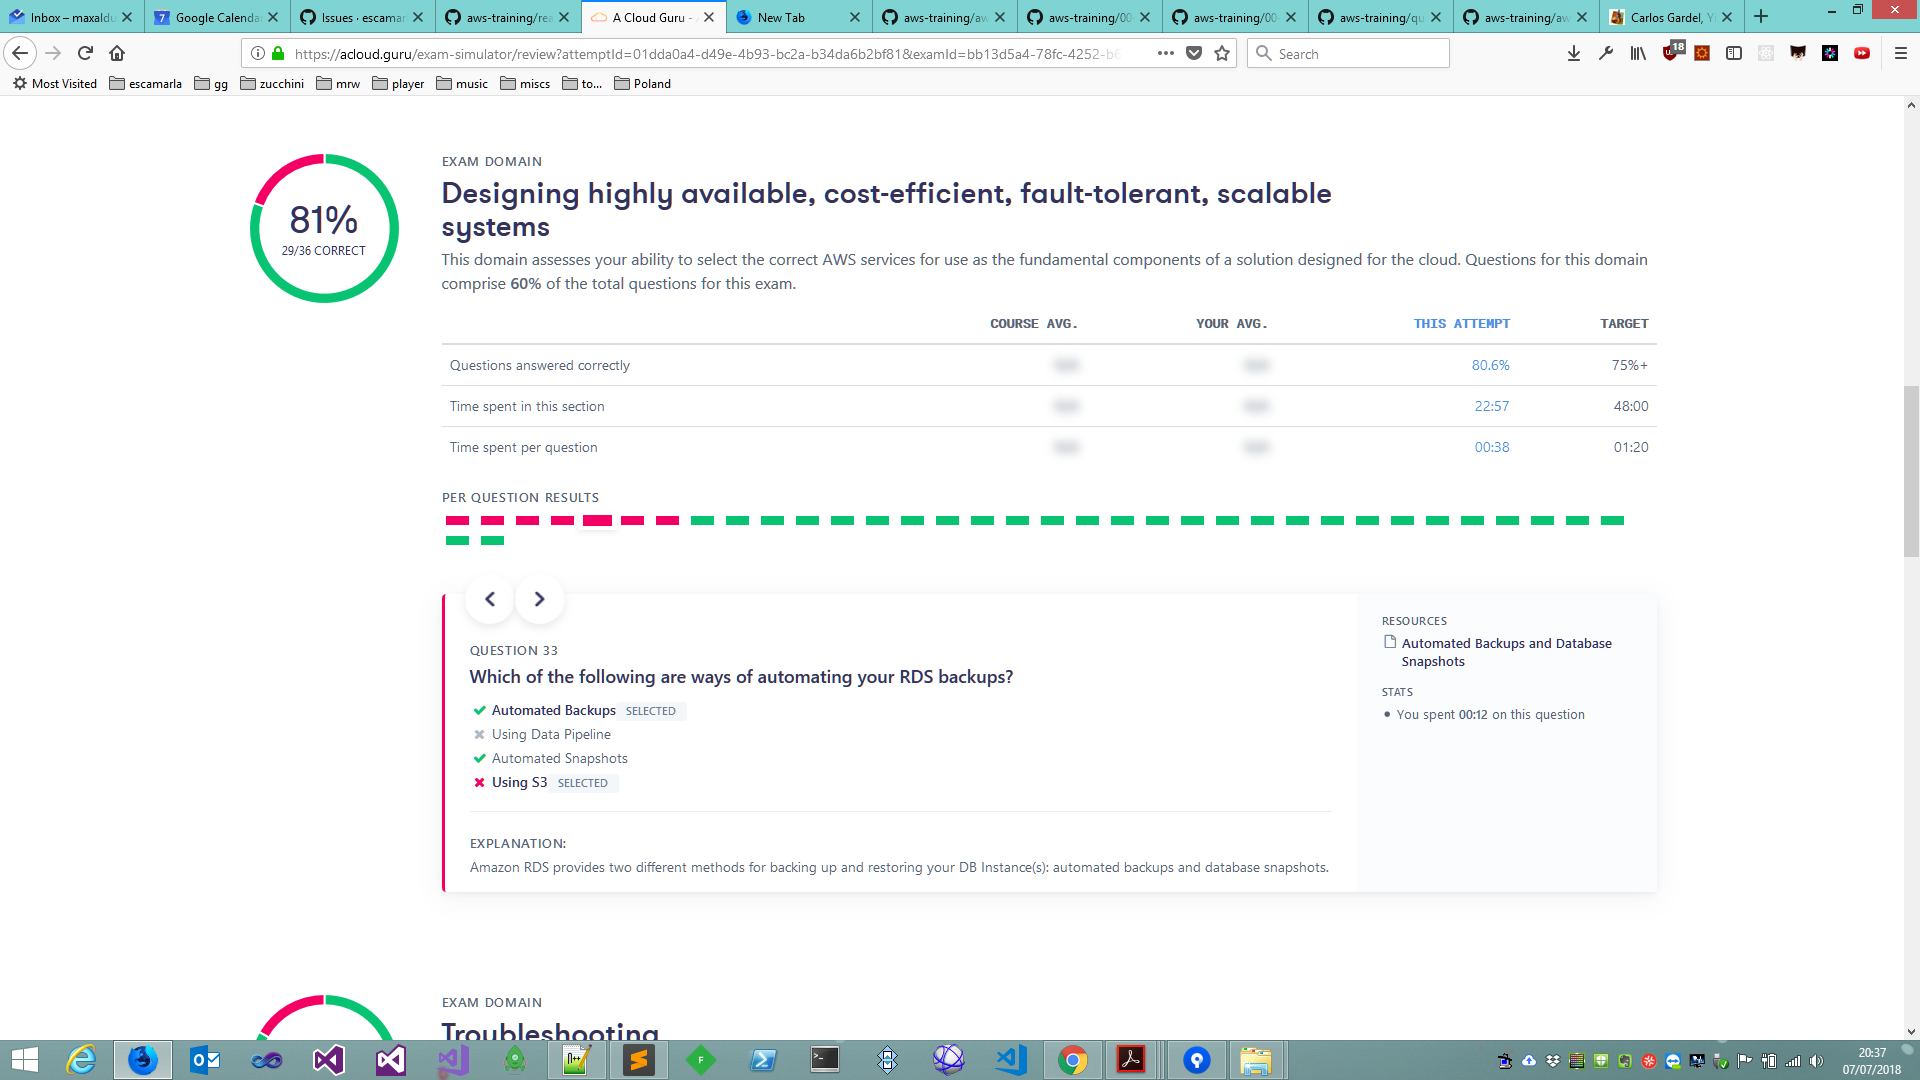 Inbox – maxaldu
Google Calenda
Issues · escamar
aws-training/rea
A Cloud Guru - 
New Tab
aws-training/aw
aws-training/00
aws-training/00
aws-training/qu
aws-training/aw
Carlos Gardel, Y
https://acloud.guru/exam-simulator/review?attemptId=01dda0a4-d49e-4b93-bc2a-b34da6b2bf81&examId=bb13d5a4-78fc-4252-b6
Search
18
Most Visited
escamarla
gg
zucchini
mrw
player
music
miscs
to...
Poland
81%
29/36 CORRECT
EXAM DOMAIN
Designing highly available, cost-efficient, fault-tolerant, scalable
systems
This domain assesses your ability to select the correct AWS services for use as the fundamental components of a solution designed for the cloud. Questions for this domain
comprise 60% of the total questions for this exam.
COURSE AVG. YOUR AVG. THIS ATTEMPT TARGET
Questions answered correctly 80.6% 75%+
Time spent in this section 22:57 48:00
Time spent per question 00:38 01:20
PER QUESTION RESULTS
QUESTION 33
Which of the following are ways of automating your RDS backups?
Automated Backups SELECTED
Using Data Pipeline
Automated Snapshots
Using S3 SELECTED
EXPLANATION:
Amazon RDS provides two different methods for backing up and restoring your DB Instance(s): automated backups and database snapshots.
RESOURCES
Automated Backups and Database
Snapshots
STATS
You spent 00:12 on this question
EXAM DOMAIN
Troubleshooting
20:37
07/07/2018